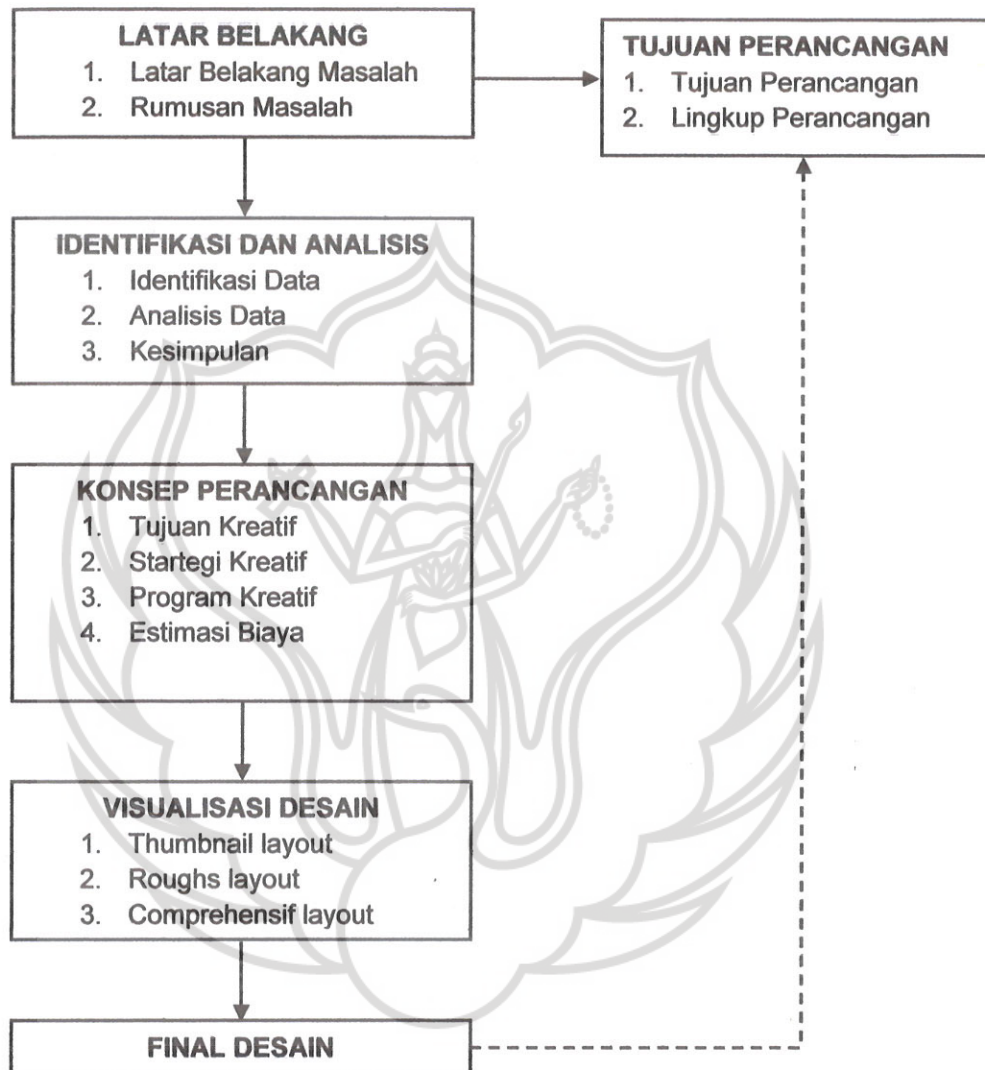 LATAR BELAKANG
1. Latar Belakang Masalah
2. Rumusan Masalah
TUJUAN PERANCANGAN
1. Tujuan Perancangan
2. Lingkup Perancangan
IDENTIFIKASI DAN ANALISIS
1. Identifikasi Data
2. Analisis Data
3. Kesimpulan
KONSEP PERANCANGAN
1. Tujuan Kreatif
2. Startegi Kreatif
3. Program Kreatif
4. Estimasi Biaya
VISUALISASI DESAIN
1. Thumbnail layout
2. Roughs layout
3. Comprehensif layout
FINAL DESAIN